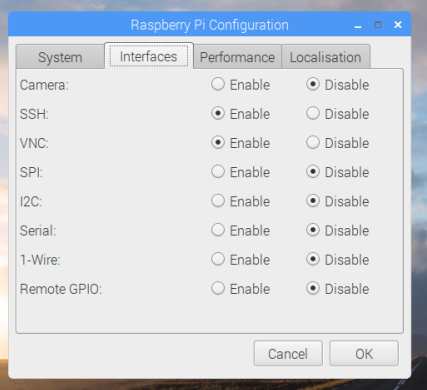 Raspberry Pi Configuration
System Interfaces Performance Localisation
Camera: Enable Disable
SSH: Enable Disable
VNC: Enable Disable
SPI: Enable Disable
I2C: Enable Disable
Serial: Enable Disable
1-Wire: Enable Disable
Remote GPIO: Enable Disable
Cancel OK